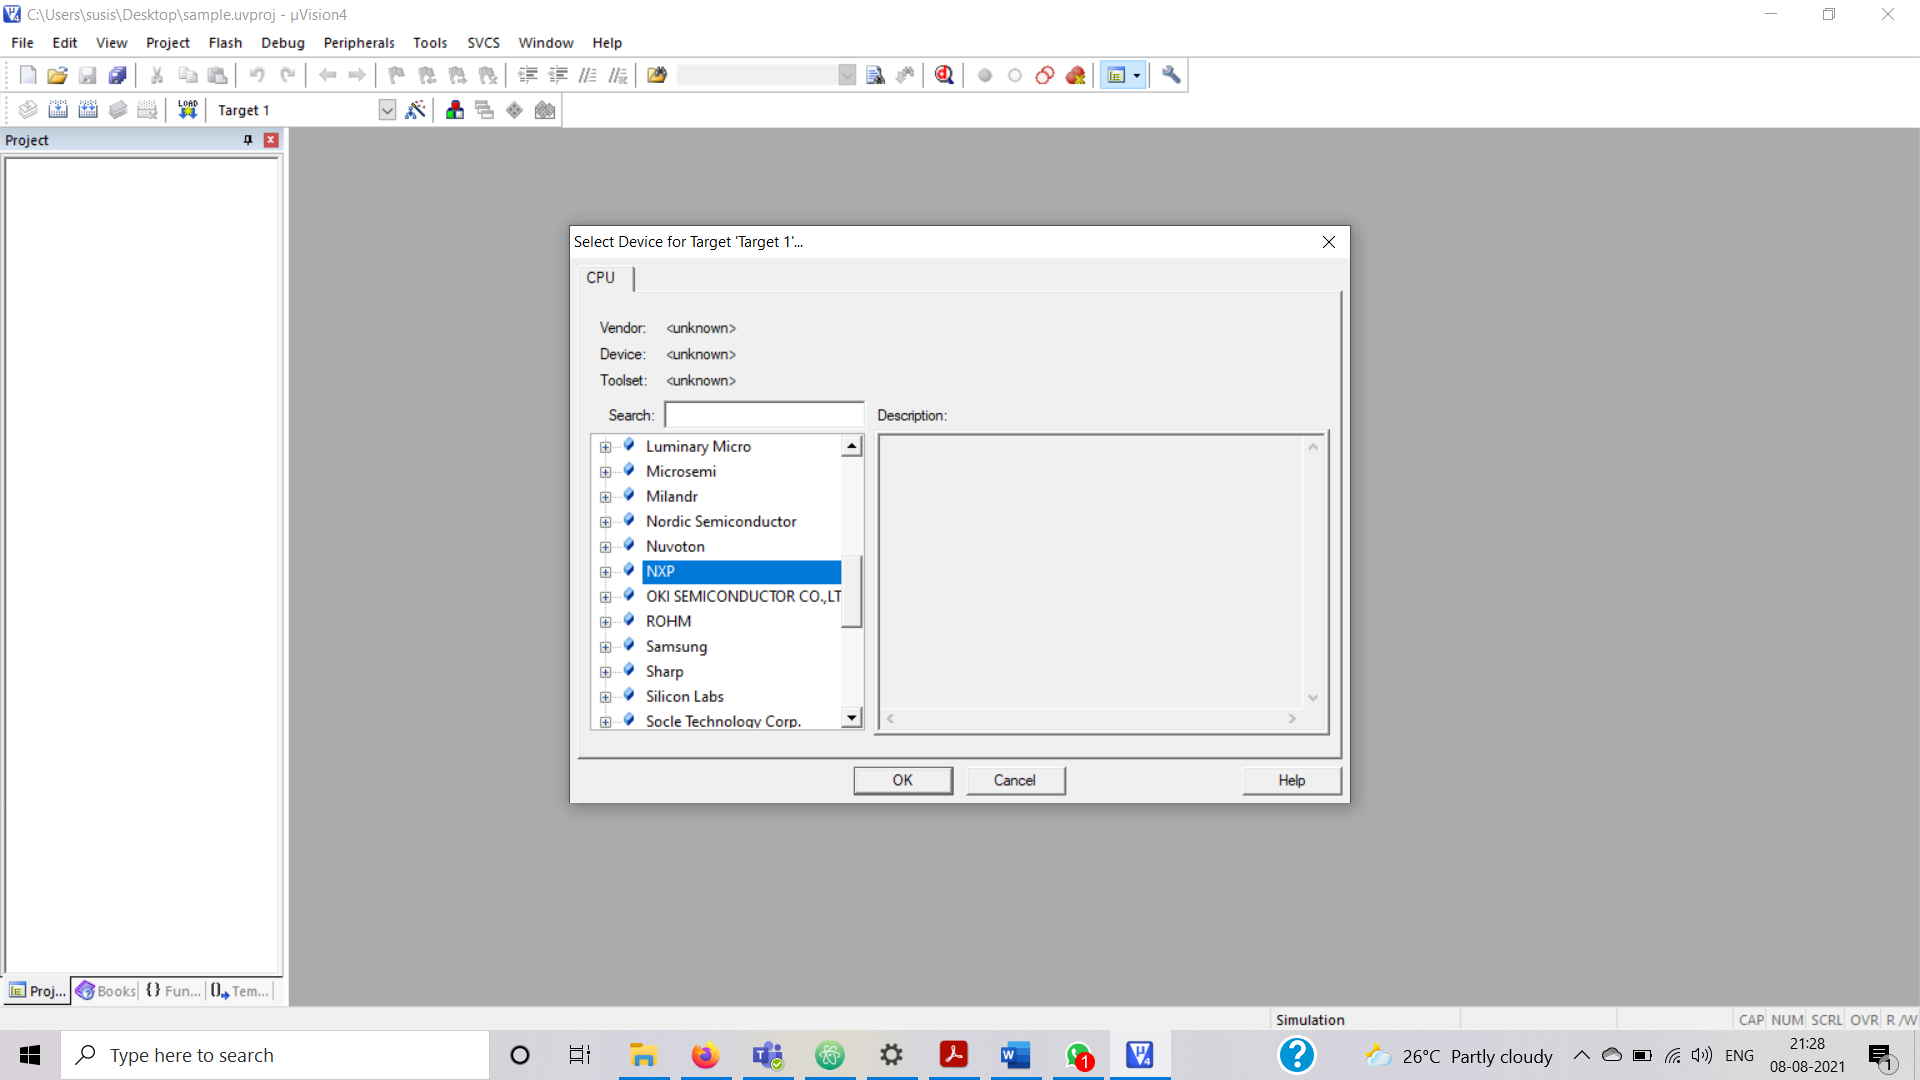 C:\Users\susis\Desktop\sample.uvproj - µVision4
File Edit View Project Flash Debug Peripherals Tools SVCS Window Help
LOAD Target 1
Project
Select Device for Target 'Target 1'...
CPU
Vendor: <unknown>
Device: <unknown>
Toolset: <unknown>
Search: Description:
Luminary Micro
Microsemi
Milandr
Nordic Semiconductor
Nuvoton
NXP
OKI SEMICONDUCTOR CO.,LT
ROHM
Samsung
Sharp
Silicon Labs
Socle Technology Corp.
OK Cancel Help
Proj... Books {} Fun... Tem...
Simulation CAP NUM SCRL OVR R/W
Type here to search 1 26°C Partly cloudy ENG 21:28
08-08-2021 1